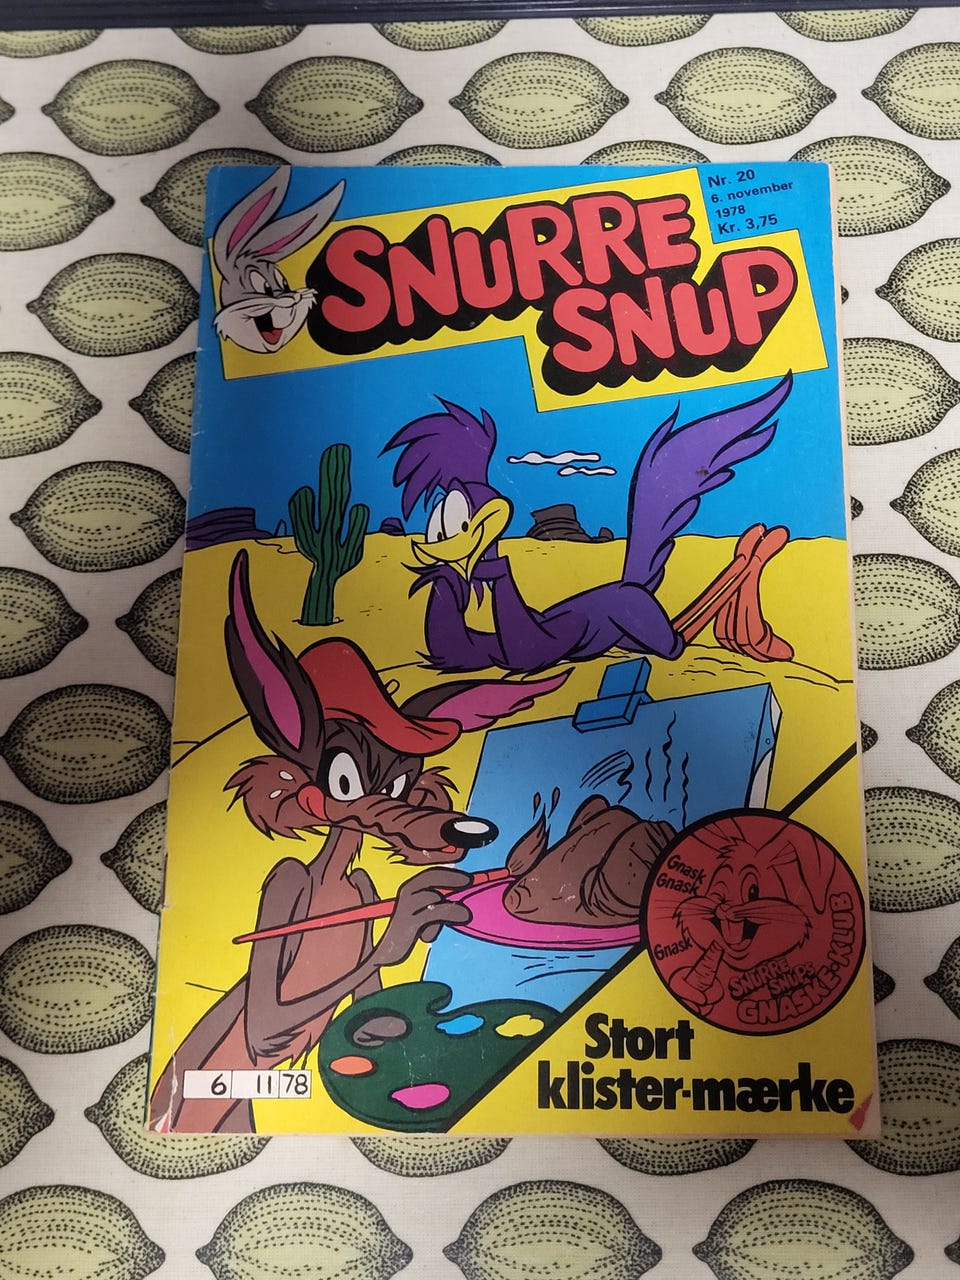 Nr. 20
6. november
1978
Kr. 3,75
SNURRE
SNUP
Gnask
Gnask
Gnask
SNURRE
SNUPS
GNASKE-KLUB
Stort
klister-mærke
6 11 78